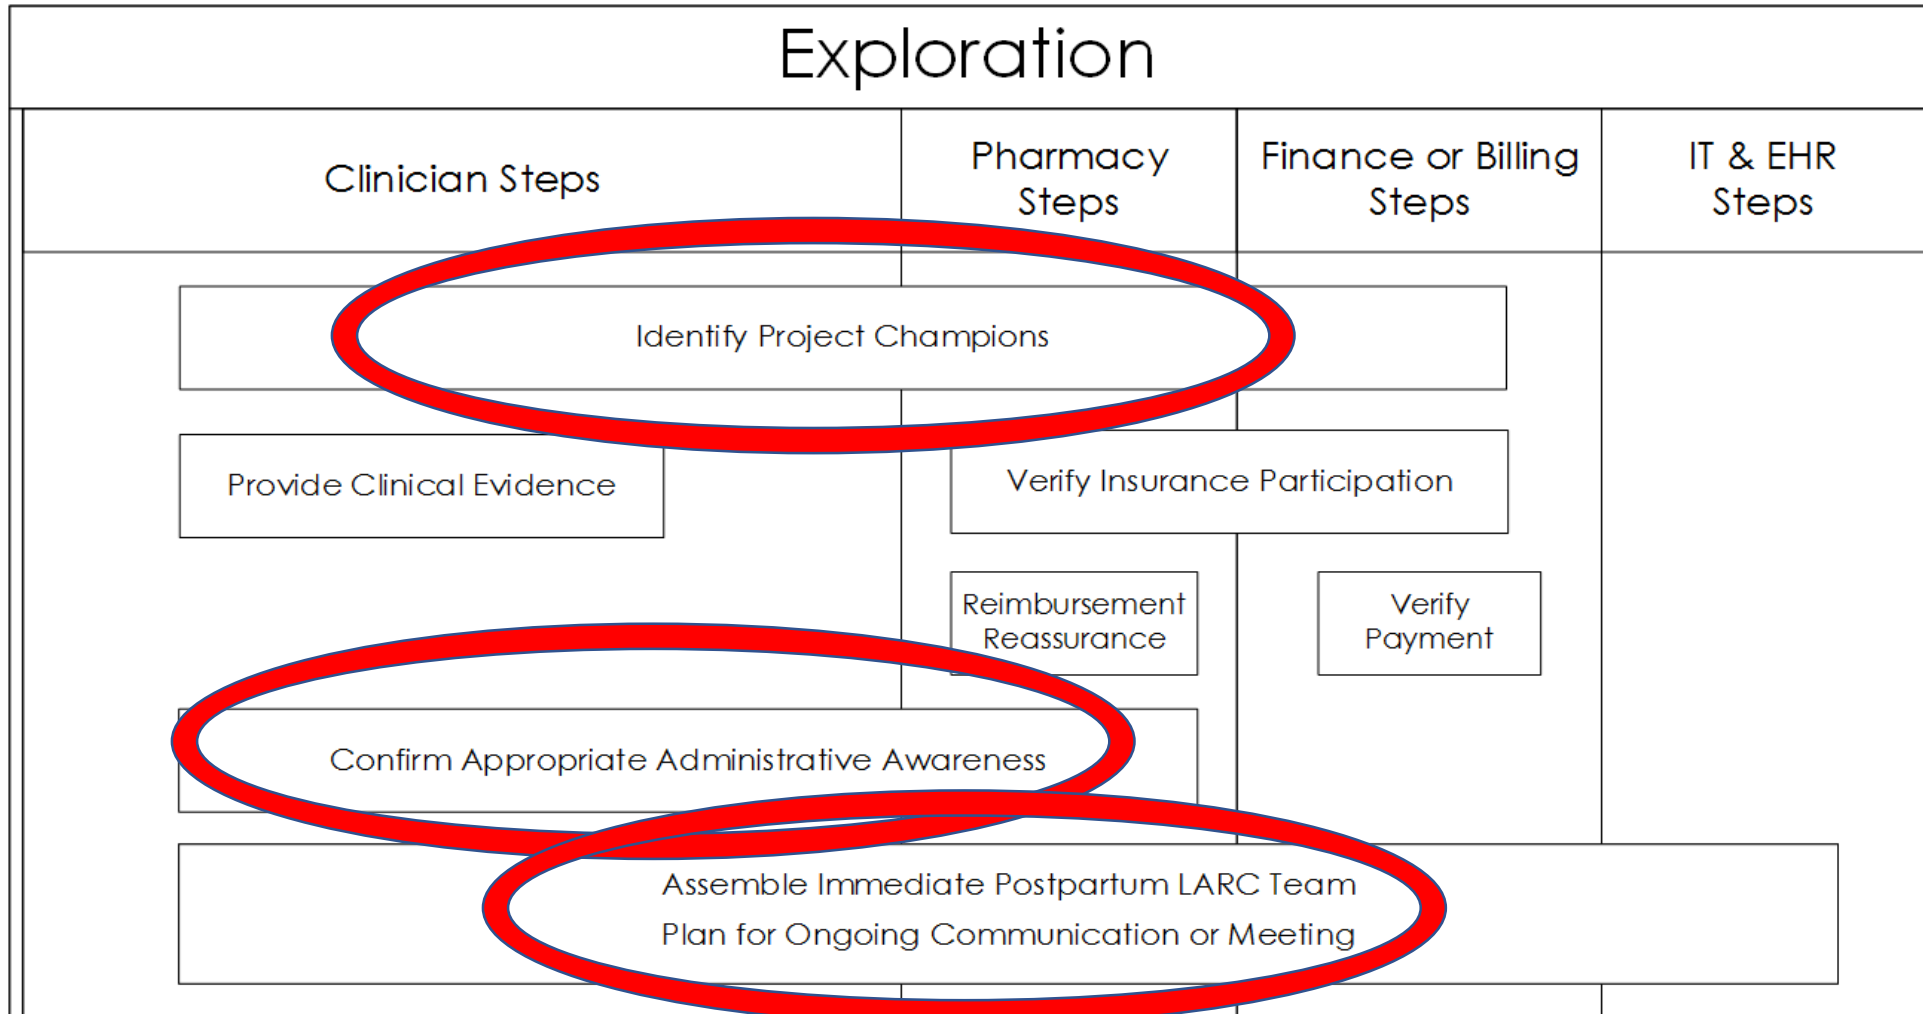 Exploration
Clinician Steps
Pharmacy
Steps
Finance or Billing
Steps
IT & EHR
Steps
Identify Project Champions
Provide Clinical Evidence
Verify Insurance Participation
Reimbursement
Reassurance
Verify
Payment
Confirm Appropriate Administrative Awareness
Assemble Immediate Postpartum LARC Team
Plan for Ongoing Communication or Meeting